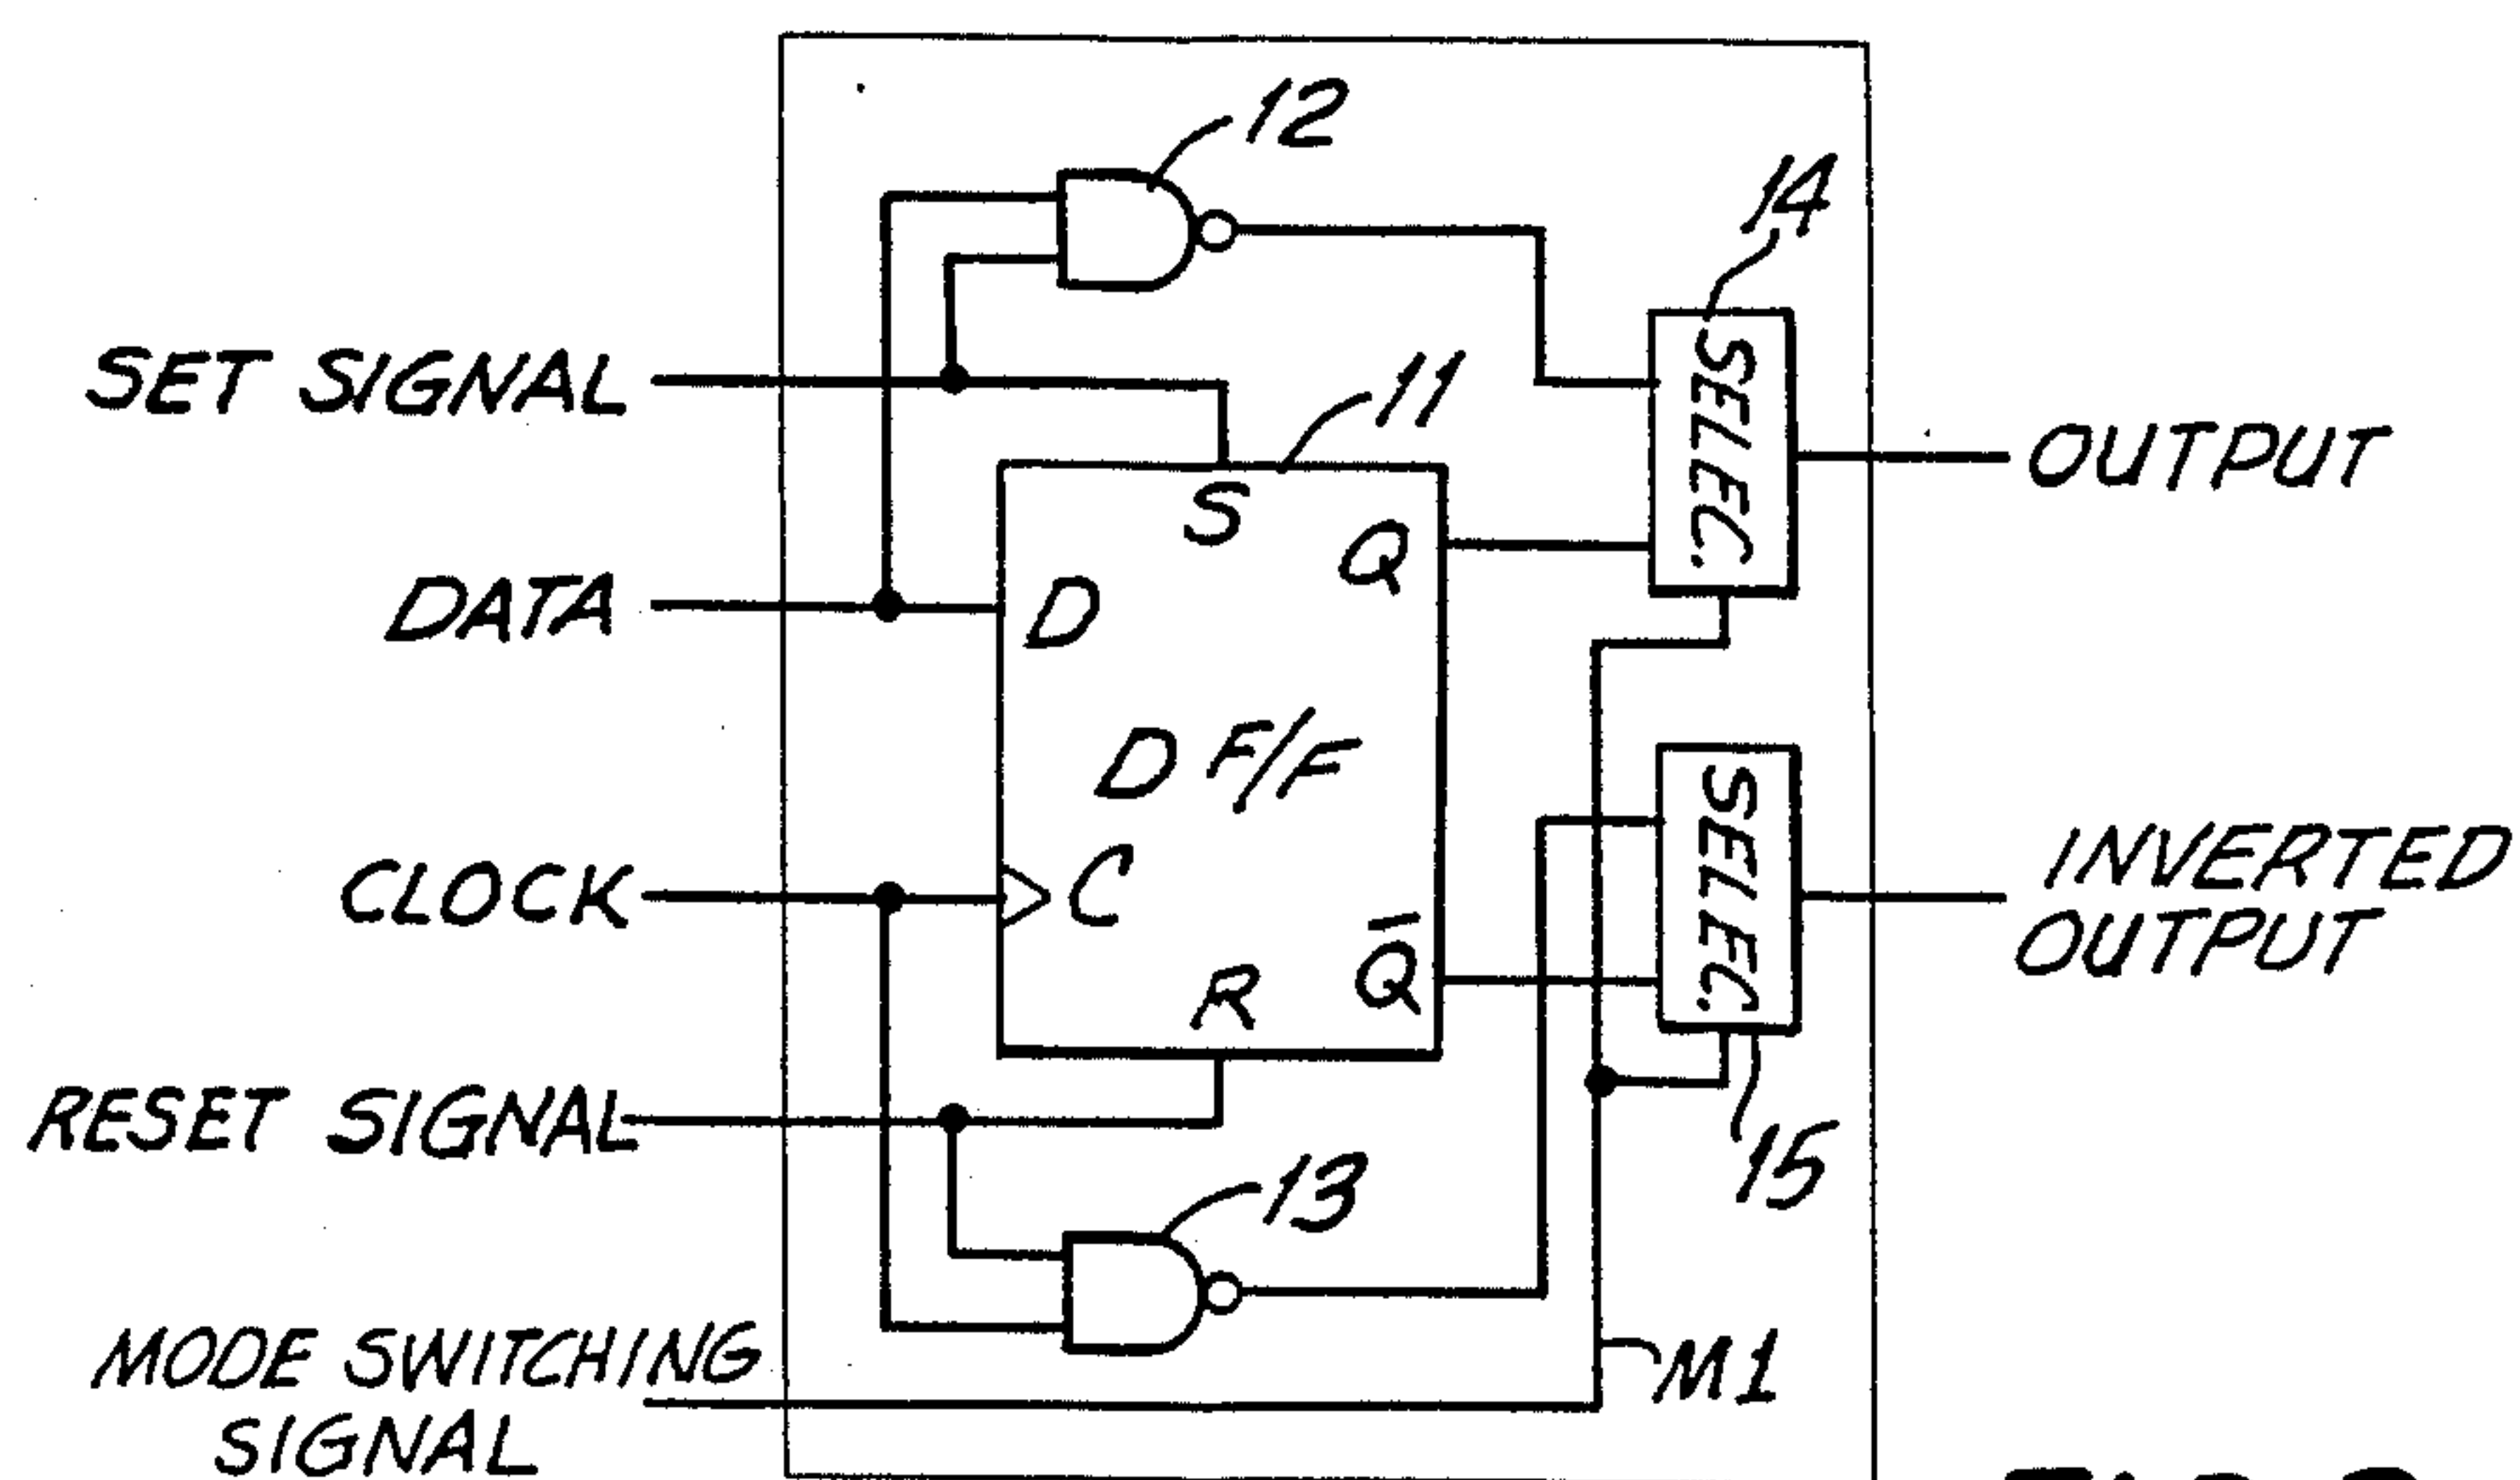 12
14
SET SIGNAL
11
SELEC.
OUTPUT
S
Q
DATA
D
D F/F
SELEC.
CLOCK
C
INVERTED
OUTPUT
R
Q̅
RESET SIGNAL
15
13
MODE SWITCHING
SIGNAL
M1